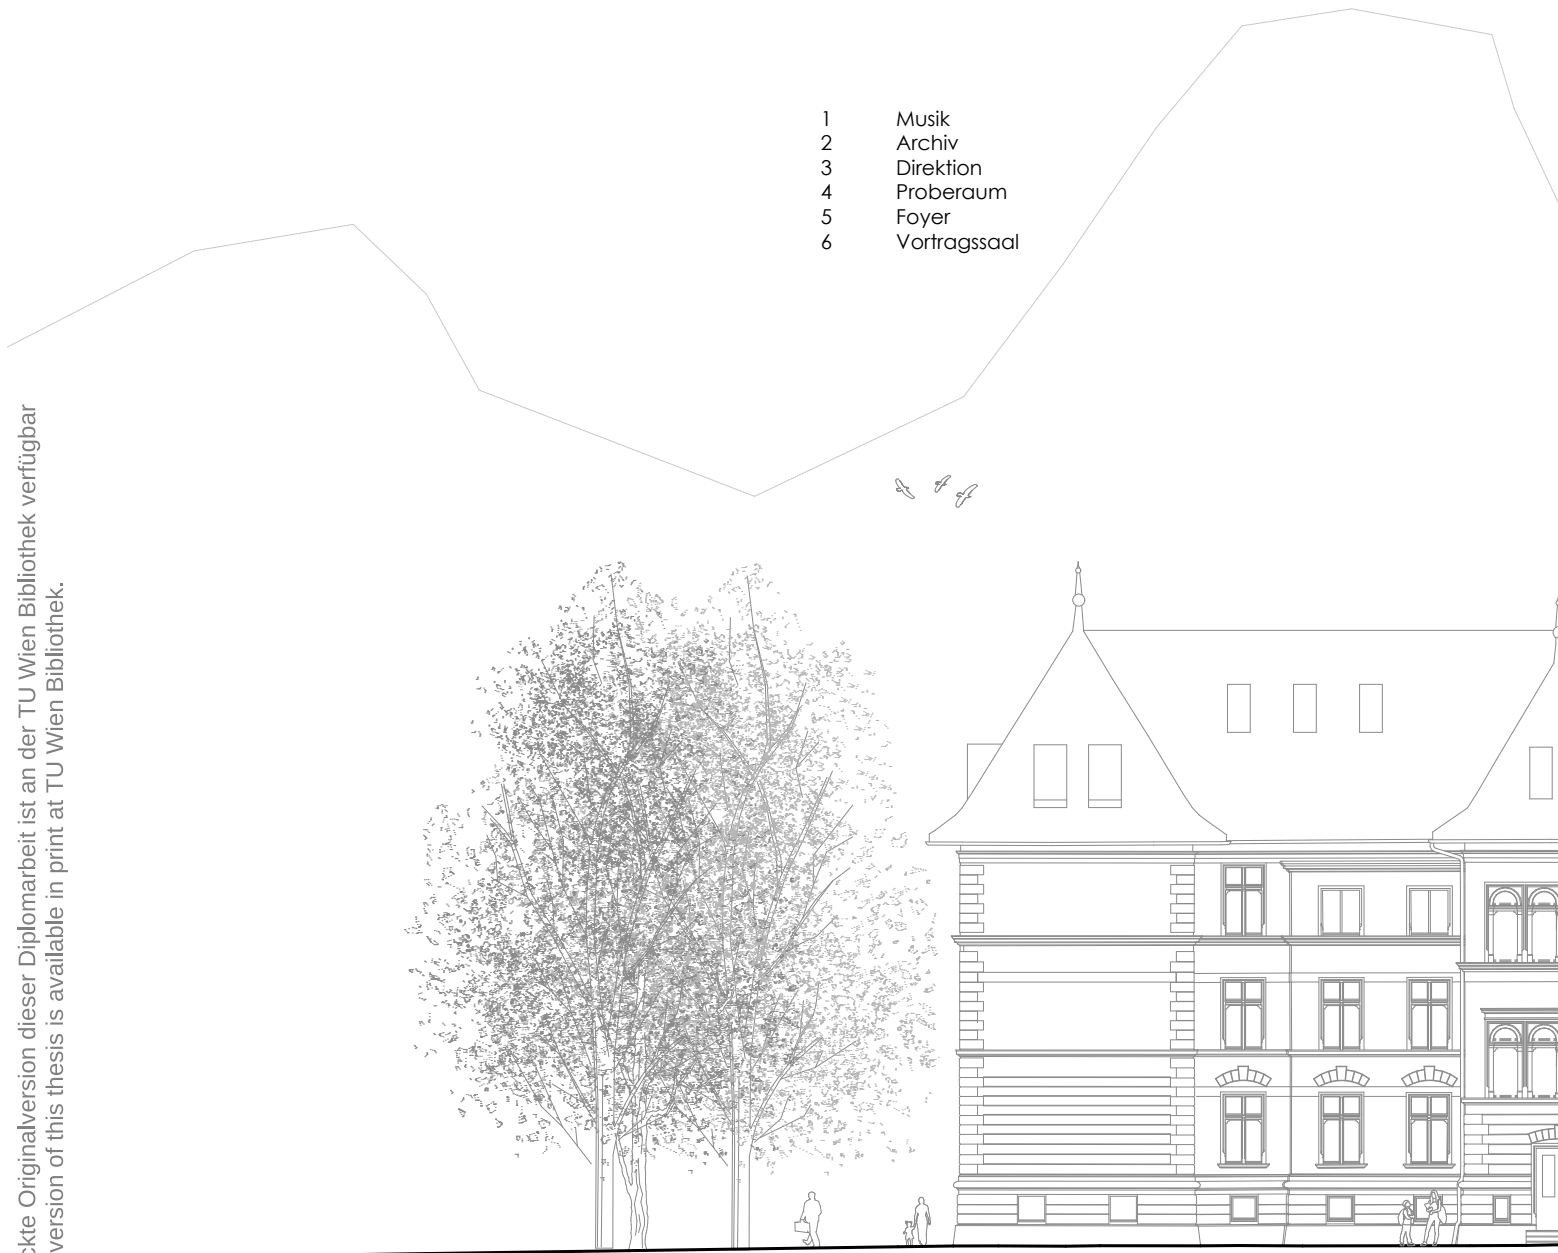 1 Musik
2 Archiv
3 Direktion
4 Proberaum
5 Foyer
6 Vortragssaal
Originalversion dieser Diplomarbeit ist an der TU Wien Bibliothek verfügbar
version of this thesis is available in print at TU Wien Bibliothek.